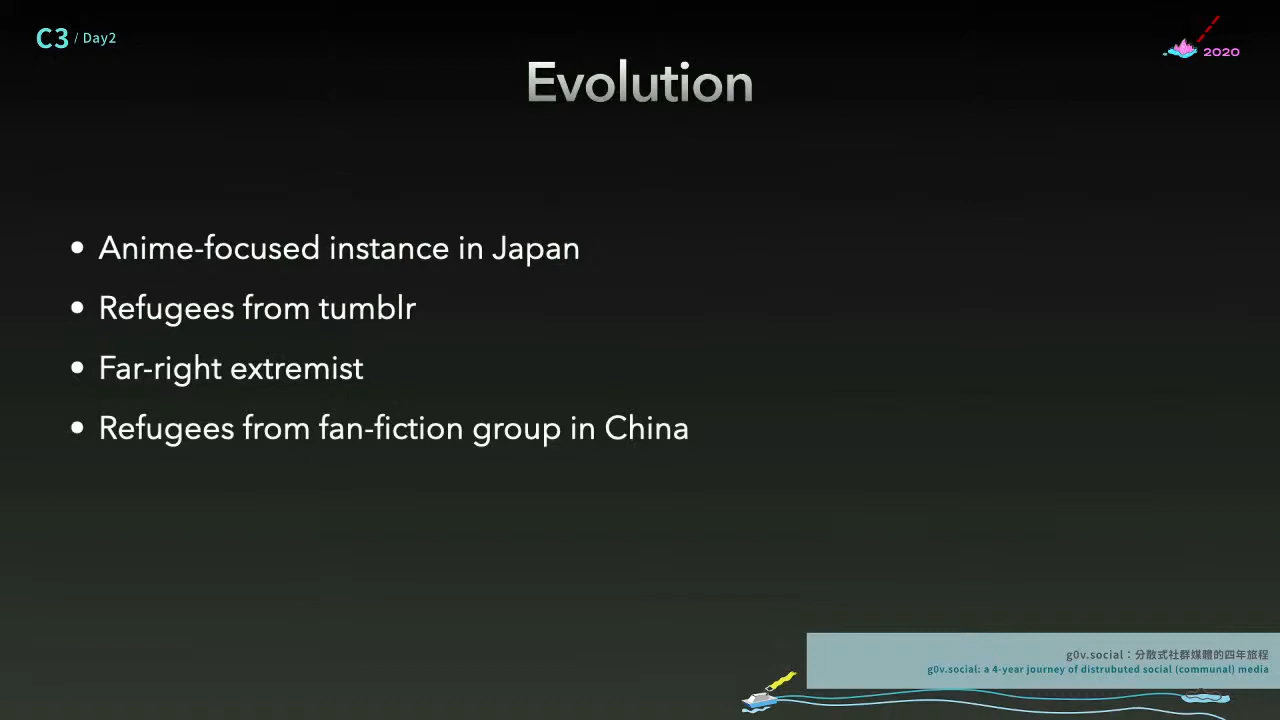 C3 / Day2
2020
Evolution
• Anime-focused instance in Japan
• Refugees from tumblr
• Far-right extremist
• Refugees from fan-fiction group in China
g0v.social：分散式社群媒體的四年旅程
g0v.social: a 4-year journey of distrubuted social (communal) media